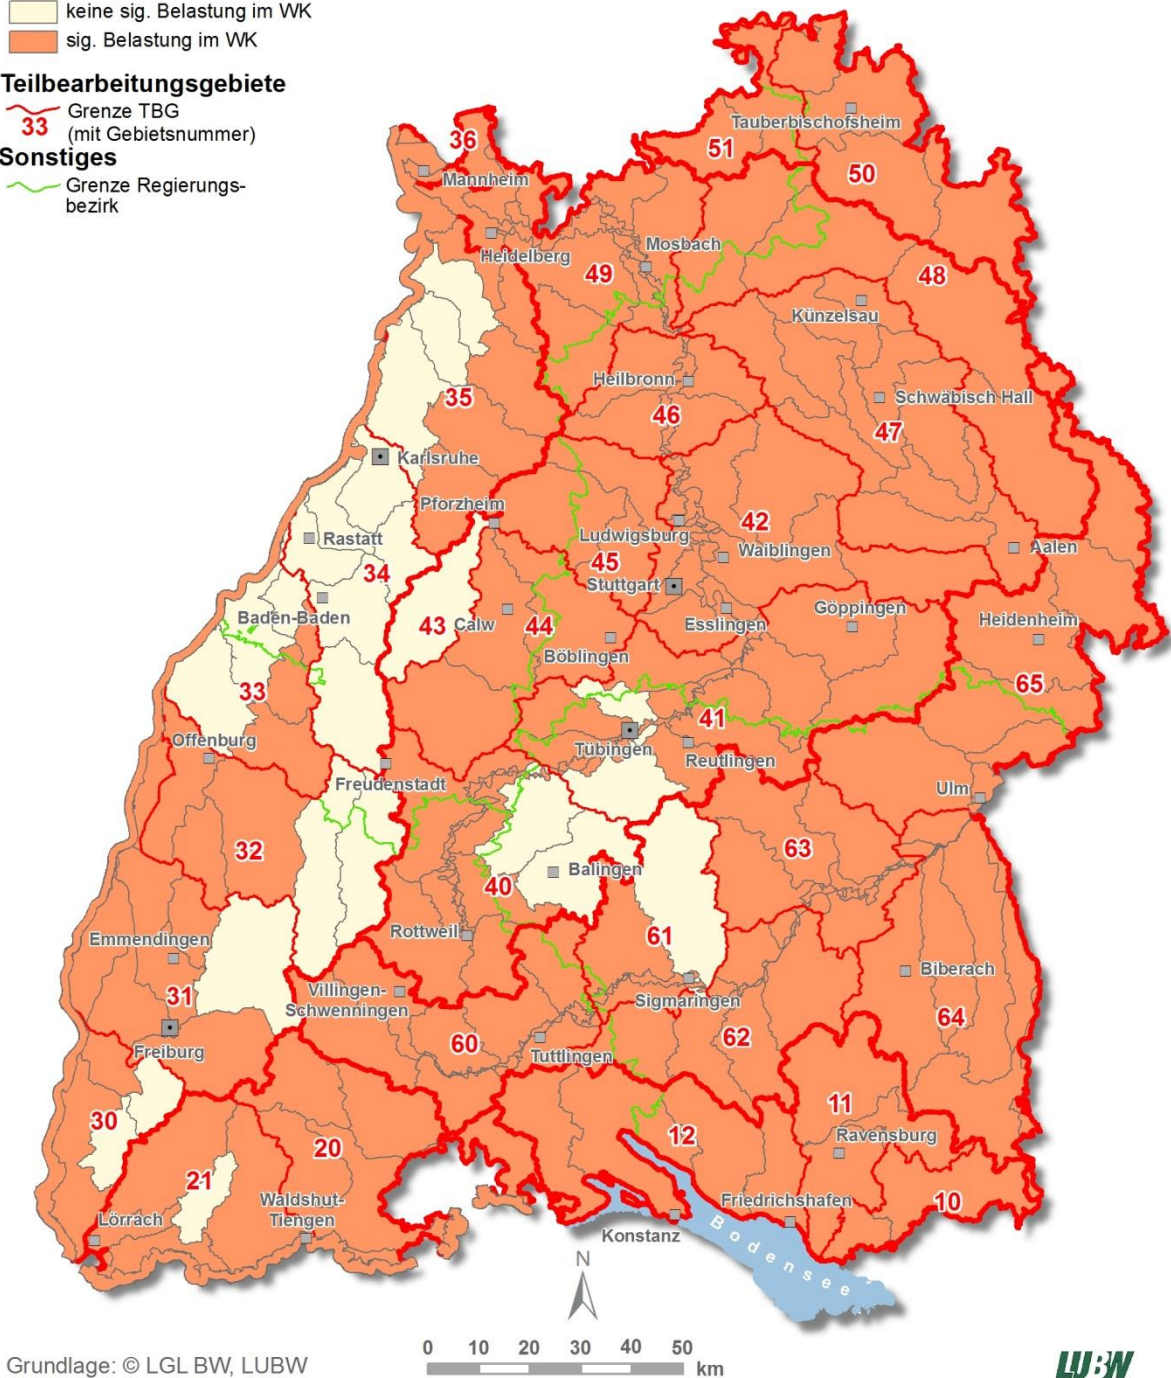 keine sig. Belastung im WK
sig. Belastung im WK
Teilbearbeitungsgebiete
33
Grenze TBG
(mit Gebietsnummer)
Sonstiges
Grenze Regierungs-
bezirk
36
Mannheim
Tauberbischofsheim
51
50
Heidelberg
Mosbach
49
48
Künzelsau
Heilbronn
35
46
Schwäbisch Hall
47
Karlsruhe
Pforzheim
Rastatt
Ludwigsburg
42
Waiblingen
Aalen
34
45
Stuttgart
Baden-Baden
43
Calw
44
Esslingen
Göppingen
Heidenheim
Böblingen
33
65
41
Offenburg
Tübingen
Reutlingen
Freudenstadt
Ulm
32
63
Balingen
40
Emmendingen
Rottweil
61
Biberach
31
Villingen-
Schwenningen
Sigmaringen
64
Freiburg
60
Tuttlingen
62
30
11
20
12
Ravensburg
21
Waldshut-
Tiengen
Friedrichshafen
10
Lörrach
Konstanz
Bodensee
N
0 10 20 30 40 50
km
Grundlage: © LGL BW, LUBW
LUBW